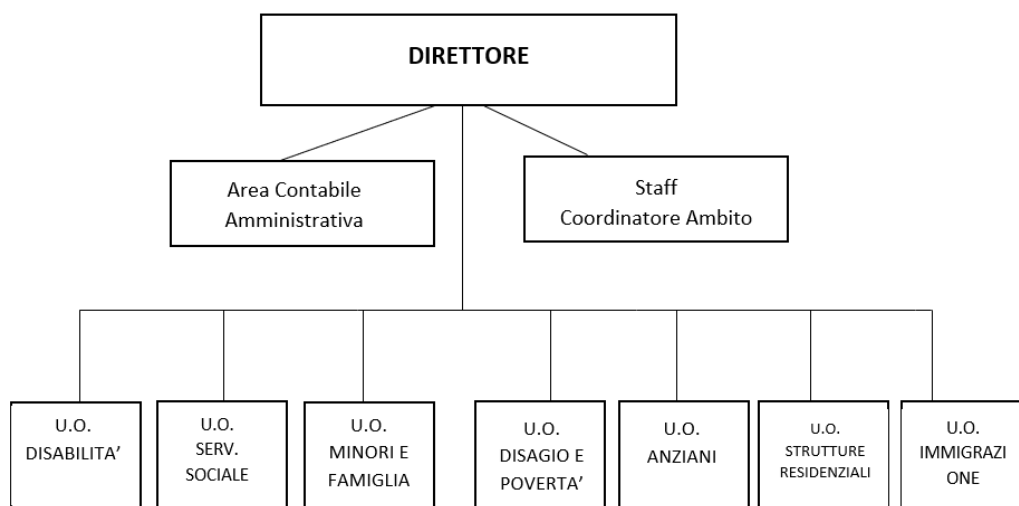 DIRETTORE
Area Contabile
Amministrativa
Staff
Coordinatore Ambito
U.O.
DISABILITA’
U.O.
SERV.
SOCIALE
U.O.
MINORI E
FAMIGLIA
U.O.
DISAGIO E
POVERTA’
U.O.
ANZIANI
U.O.
STRUTTURE
RESIDENZIALI
U.O.
IMMIGRAZI
ONE